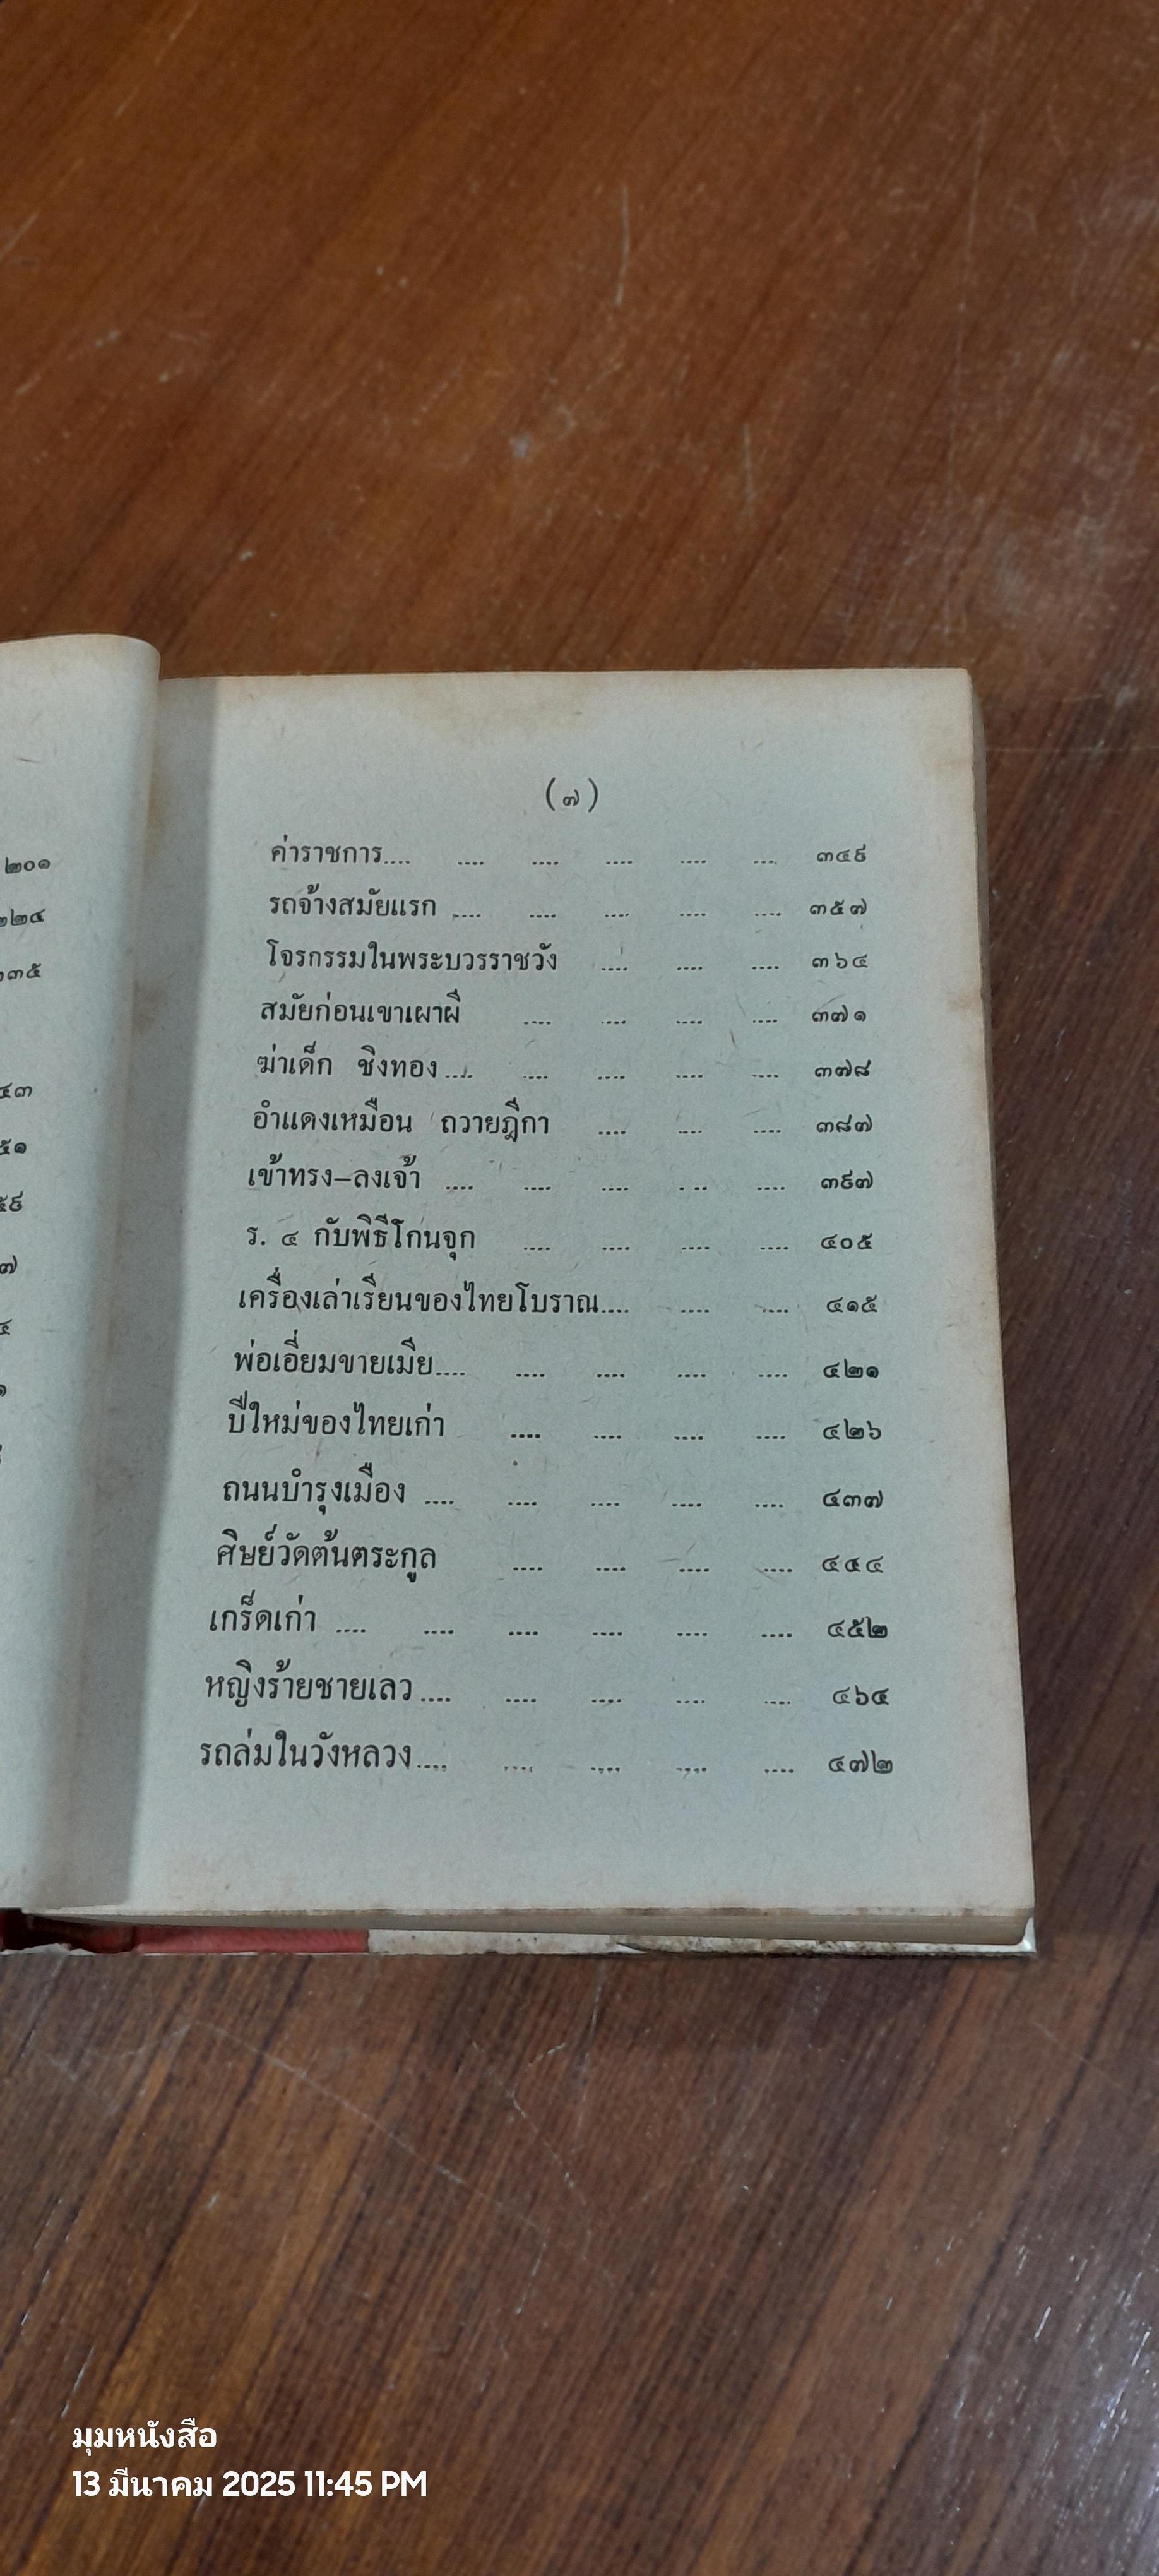 ๒๐๑
(๗)
ค่าราชการ.... .... .... .... .... .... ๓๔๙
รถจ้างสมัยแรก .... .... .... .... .... ๓๕๗
โจรกรรมในพระบวรราชวัง .... .... .... ๓๖๔
สมัยก่อนเขาเผาผี .... .... .... .... ๓๗๑
ฆ่าเด็ก ชิงทอง.... .... .... .... .... ๓๗๘
อำแดงเหมือน ถวายฎีกา .... .... .... ๓๘๗
เข้าทรง–ลงเจ้า .... .... .... .... .... ๓๙๗
ร. ๔ กับพิธีโกนจุก .... .... .... .... ๔๐๕
เครื่องเล่าเรียนของไทยโบราณ.... .... .... ๔๑๕
พ่อเอี่ยมขายเมีย.... .... .... .... .... ๔๒๑
ปีใหม่ของไทยเก่า .... .... .... .... ๔๒๖
ถนนบำรุงเมือง .... .... .... .... .... ๔๓๗
ศิษย์วัดต้นตระกูล .... .... .... .... ๔๔๔
เกร็ดเก่า .... .... .... .... .... .... ๔๕๒
หญิงร้ายชายเลว .... .... .... .... .... ๔๖๔
รถล่มในวังหลวง.... .... .... .... .... ๔๗๒
มุมหนังสือ
13 มีนาคม 2025 11:45 PM